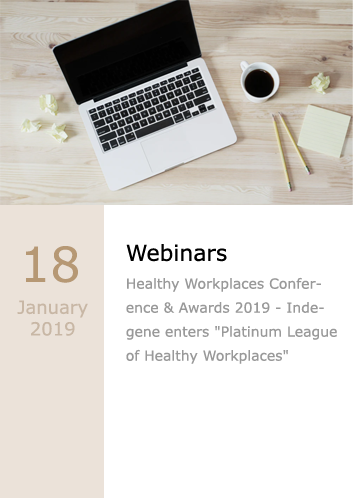 18
January
2019
Webinars
Healthy Workplaces Confer-
ence & Awards 2019 - Inde-
gene enters "Platinum League
of Healthy Workplaces"